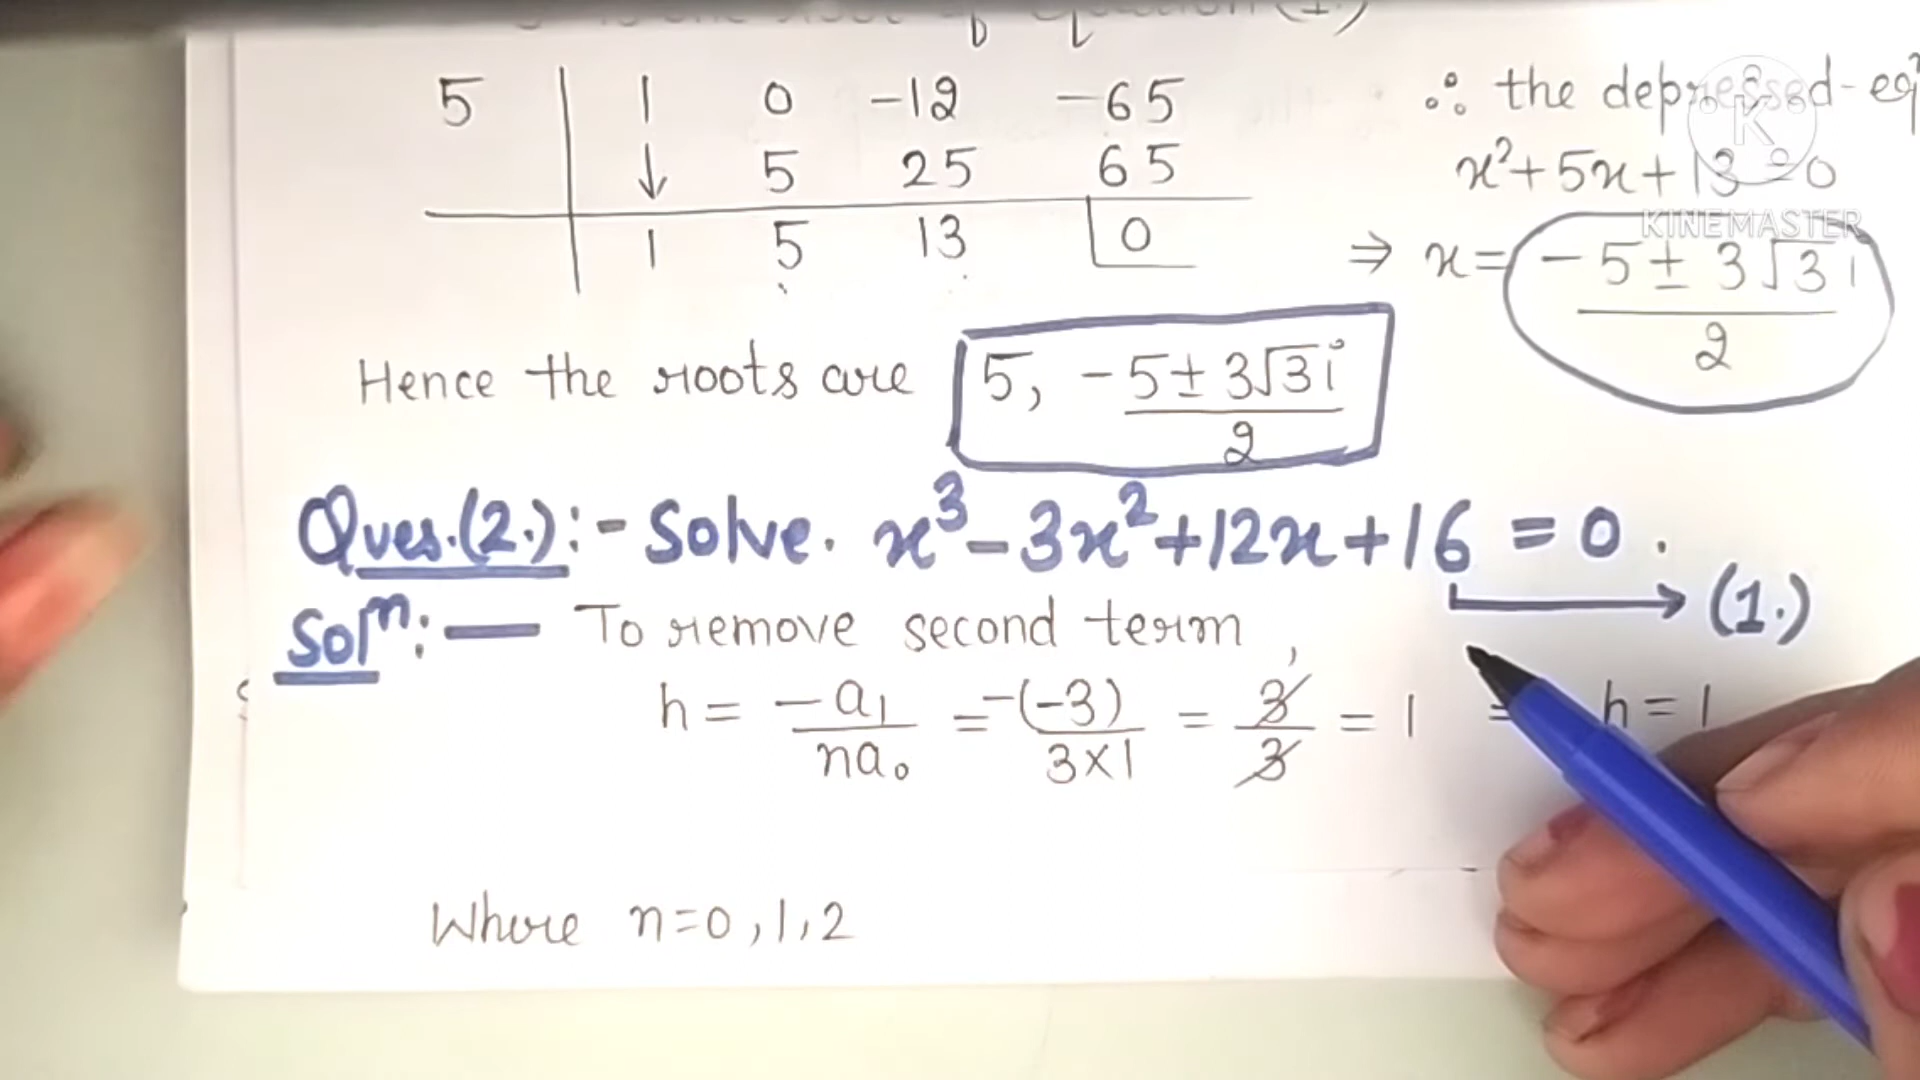 5 | 1 0 -12 -65
↓ 5 25 65
1 5 13 0
∴ the depressed-eqⁿ
x²+5x+13=0
⇒ x= -5± 3√3 i / 2
KINEMASTER
Hence the roots are 5, -5± 3√3 i / 2
Ques.(2.):- Solve. x³-3x²+12x+16 = 0.
→ (1.)
Solⁿ:— To remove second term,
h = -a₁ / na₀ = -(-3) / 3×1 = 3/3 = 1 h=1
Where n=0,1,2